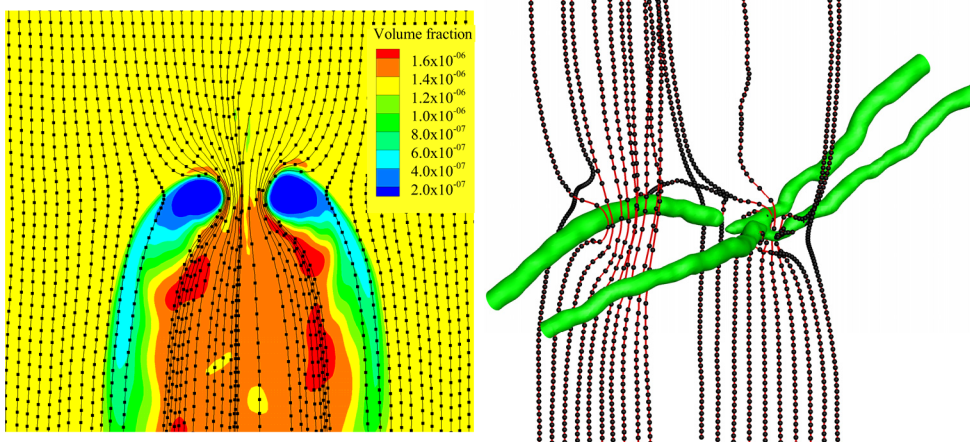 Volume fraction
1.6x10⁻⁰⁶
1.4x10⁻⁰⁶
1.2x10⁻⁰⁶
1.0x10⁻⁰⁶
8.0x10⁻⁰⁷
6.0x10⁻⁰⁷
4.0x10⁻⁰⁷
2.0x10⁻⁰⁷